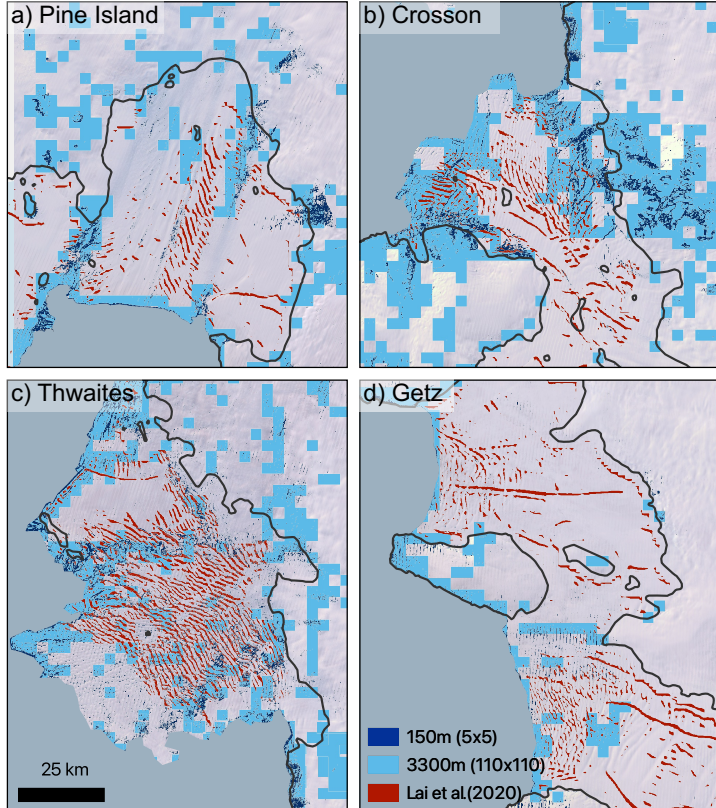 a) Pine Island
b) Crosson
c) Thwaites
d) Getz
25 km
150m (5x5)
3300m (110x110)
Lai et al.(2020)